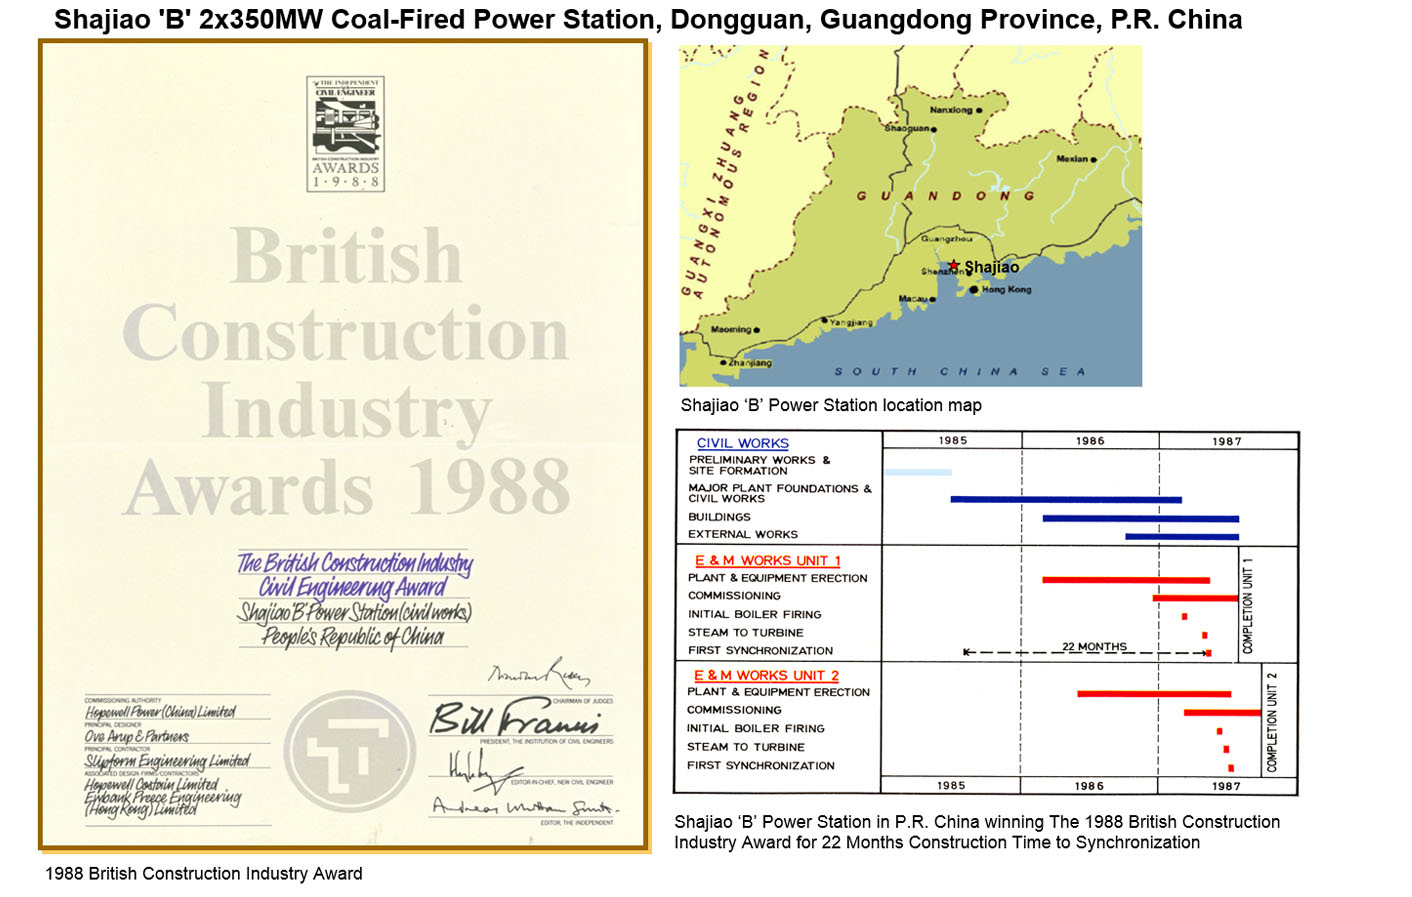 Shajiao 'B' 2x350MW Coal-Fired Power Station, Dongguan, Guangdong Province, P.R. China
THE INDEPENDENT
CIVIL ENGINEER
BRITISH CONSTRUCTION INDUSTRY
AWARDS
1·9·8·8
British
Construction
Industry
Awards 1988
The British Construction Industry
Civil Engineering Award
Shajiao 'B' Power Station (civil works)
People's Republic of China
COMMISSIONING AUTHORITY
Hopewell Power (China) Limited
PRINCIPAL DESIGNER
Ove Arup & Partners
PRINCIPAL CONTRACTOR
Slipform Engineering Limited
ASSOCIATED DESIGN FIRMS/CONTRACTORS
Hopewell Costain Limited
Ewbank Preece Engineering
(Hong Kong) Limited
CHAIRMAN OF JUDGES
Bill Francis
PRESIDENT, THE INSTITUTION OF CIVIL ENGINEERS
EDITOR-IN-CHIEF, NEW CIVIL ENGINEER
Andreas Whittam Smith
EDITOR, THE INDEPENDENT
1988 British Construction Industry Award
GUANGXI ZHUANG
AUTONOMOUS REGION
Nanxiong
Shaoguan
Mexian
GUANDONG
Guangzhou
Shajiao
Shenzhen
Hong Kong
Macau
Yangjiang
Maoming
Zhanjiang
SOUTH CHINA SEA
Shajiao ‘B’ Power Station location map
1985 1986 1987
CIVIL WORKS
PRELIMINARY WORKS &
SITE FORMATION
MAJOR PLANT FOUNDATIONS &
CIVIL WORKS
BUILDINGS
EXTERNAL WORKS
E & M WORKS UNIT 1
PLANT & EQUIPMENT ERECTION
COMMISSIONING
INITIAL BOILER FIRING
STEAM TO TURBINE
FIRST SYNCHRONIZATION
22 MONTHS
COMPLETION UNIT 1
E & M WORKS UNIT 2
PLANT & EQUIPMENT ERECTION
COMMISSIONING
INITIAL BOILER FIRING
STEAM TO TURBINE
FIRST SYNCHRONIZATION
COMPLETION UNIT 2
1985 1986 1987
Shajiao ‘B’ Power Station in P.R. China winning The 1988 British Construction
Industry Award for 22 Months Construction Time to Synchronization